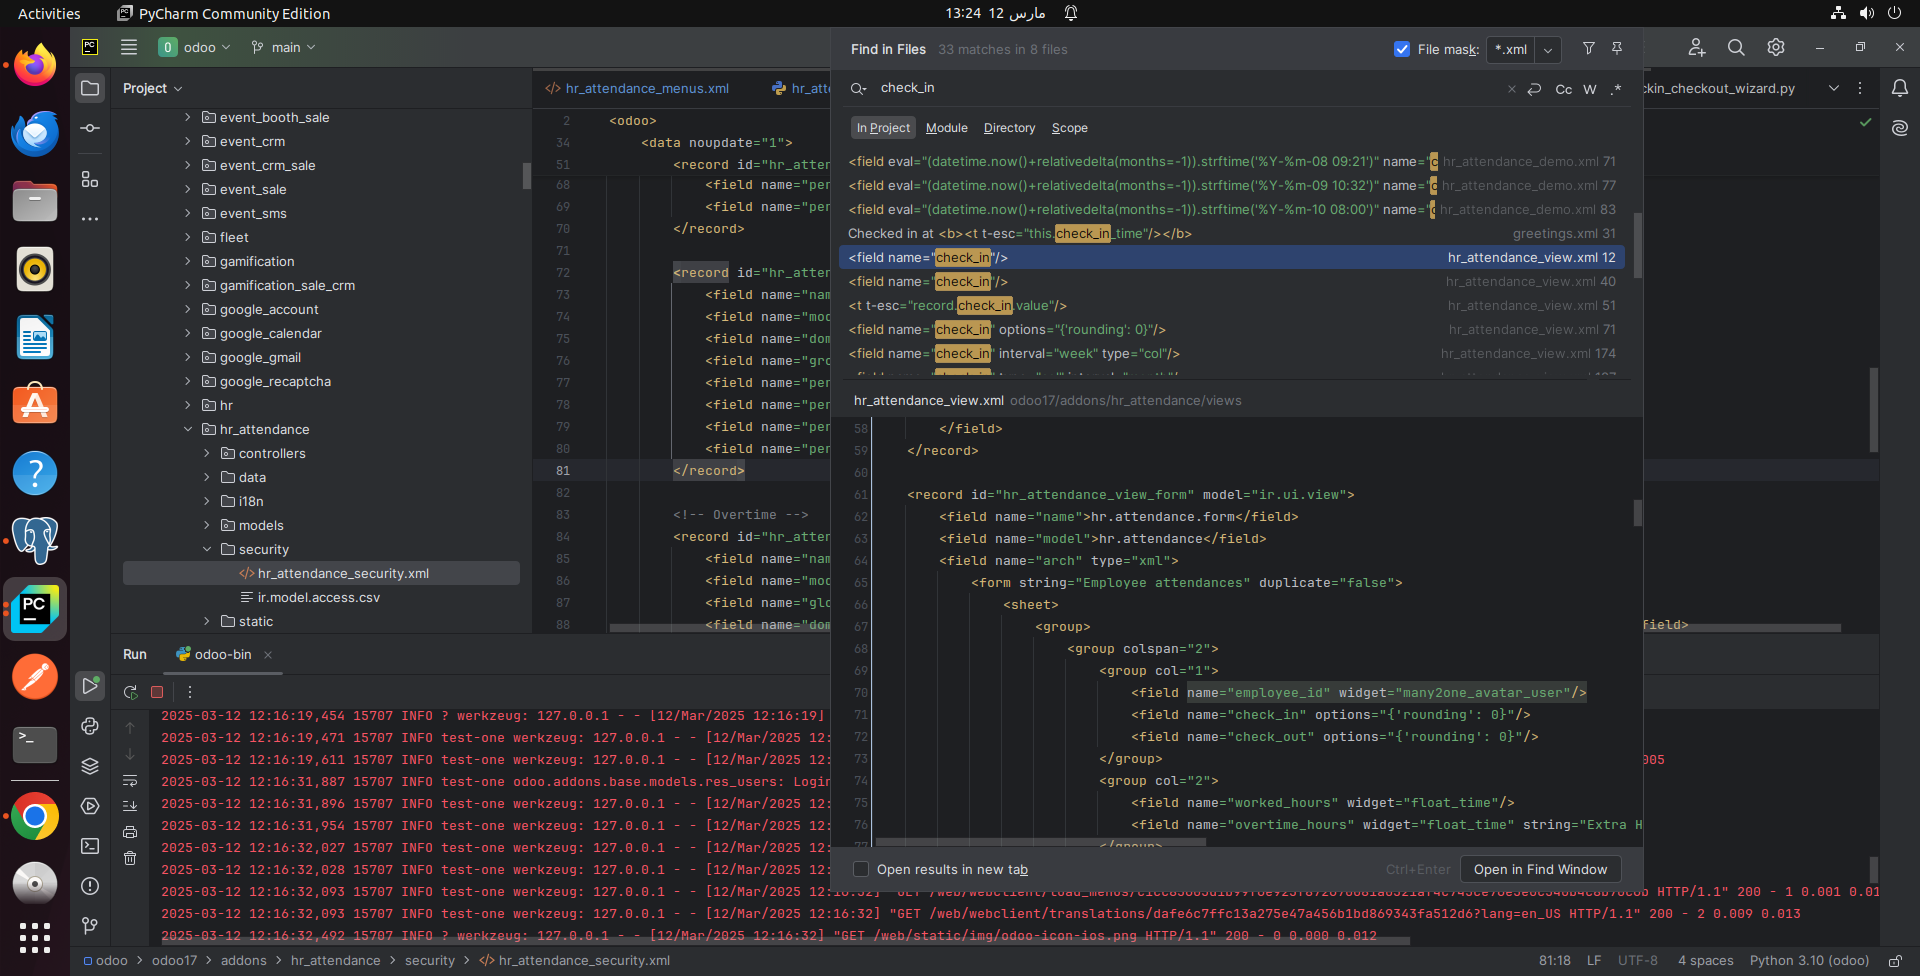 Activities
PyCharm Community Edition
13:24 12 مارس
odoo
main
Project
event_booth_sale
event_crm
event_crm_sale
event_sale
event_sms
fleet
gamification
gamification_sale_crm
google_account
google_calendar
google_gmail
google_recaptcha
hr
hr_attendance
controllers
data
i18n
models
security
hr_attendance_security.xml
ir.model.access.csv
static
hr_attendance_menus.xml
hr_atte
ckin_checkout_wizard.py
2 <odoo>
34 <data noupdate="1">
51 <record id="hr_atten
68 <field name="per
69 <field name="per
70 </record>
71
72 <record id="hr_atten
73 <field name="nam
74 <field name="mod
75 <field name="dom
76 <field name="gro
77 <field name="per
78 <field name="per
79 <field name="per
80 <field name="per
81 </record>
82
83 <!-- Overtime -->
84 <record id="hr_atten
85 <field name="nam
86 <field name="mod
87 <field name="glo
88 <field name="dom
field>
Find in Files 33 matches in 8 files
File mask: *.xml
check_in
Cc W .*
In Project Module Directory Scope
<field eval="(datetime.now()+relativedelta(months=-1)).strftime('%Y-%m-08 09:21')" name="c hr_attendance_demo.xml 71
<field eval="(datetime.now()+relativedelta(months=-1)).strftime('%Y-%m-09 10:32')" name="c hr_attendance_demo.xml 77
<field eval="(datetime.now()+relativedelta(months=-1)).strftime('%Y-%m-10 08:00')" name="c hr_attendance_demo.xml 83
Checked in at <b><t t-esc="this.check_in_time"/></b> greetings.xml 31
<field name="check_in"/> hr_attendance_view.xml 12
<field name="check_in"/> hr_attendance_view.xml 40
<t t-esc="record.check_in.value"/> hr_attendance_view.xml 51
<field name="check_in" options="{'rounding': 0}"/> hr_attendance_view.xml 71
<field name="check_in" interval="week" type="col"/> hr_attendance_view.xml 174
hr_attendance_view.xml odoo17/addons/hr_attendance/views
58 </field>
59 </record>
60
61 <record id="hr_attendance_view_form" model="ir.ui.view">
62 <field name="name">hr.attendance.form</field>
63 <field name="model">hr.attendance</field>
64 <field name="arch" type="xml">
65 <form string="Employee attendances" duplicate="false">
66 <sheet>
67 <group>
68 <group colspan="2">
69 <group col="1">
70 <field name="employee_id" widget="many2one_avatar_user"/>
71 <field name="check_in" options="{'rounding': 0}"/>
72 <field name="check_out" options="{'rounding': 0}"/>
73 </group>
74 <group col="2">
75 <field name="worked_hours" widget="float_time"/>
76 <field name="overtime_hours" widget="float_time" string="Extra H
77 </group>
Open results in new tab
Ctrl+Enter Open in Find Window
Run odoo-bin
2025-03-12 12:16:19,454 15707 INFO ? werkzeug: 127.0.0.1 - - [12/Mar/2025 12:16:19]
2025-03-12 12:16:19,471 15707 INFO test-one werkzeug: 127.0.0.1 - - [12/Mar/2025 12:
2025-03-12 12:16:19,611 15707 INFO test-one werkzeug: 127.0.0.1 - - [12/Mar/2025 12: 005
2025-03-12 12:16:31,887 15707 INFO test-one odoo.addons.base.models.res_users: Login
2025-03-12 12:16:31,896 15707 INFO test-one werkzeug: 127.0.0.1 - - [12/Mar/2025 12:
2025-03-12 12:16:31,954 15707 INFO test-one werkzeug: 127.0.0.1 - - [12/Mar/2025 12:
2025-03-12 12:16:32,027 15707 INFO test-one werkzeug: 127.0.0.1 - - [12/Mar/2025 12:
2025-03-12 12:16:32,028 15707 INFO test-one werkzeug: 127.0.0.1 - - [12/Mar/2025 12:
2025-03-12 12:16:32,093 15707 INFO test-one werkzeug: 127.0.0.1 - - [12/Mar/2025 12:16:32] HTTP/1.1" 200 - 1 0.001 0.01
2025-03-12 12:16:32,093 15707 INFO test-one werkzeug: 127.0.0.1 - - [12/Mar/2025 12:16:32] "GET /web/webclient/translations/dafe6c7ffc13a275e47a456b1bd869343fa512d6?lang=en_US HTTP/1.1" 200 - 2 0.009 0.013
2025-03-12 12:16:32,492 15707 INFO ? werkzeug: 127.0.0.1 - - [12/Mar/2025 12:16:32] "GET /web/static/img/odoo-icon-ios.png HTTP/1.1" 200 - 0 0.000 0.012
odoo > odoo17 > addons > hr_attendance > security > hr_attendance_security.xml
81:18 LF UTF-8 4 spaces Python 3.10 (odoo)